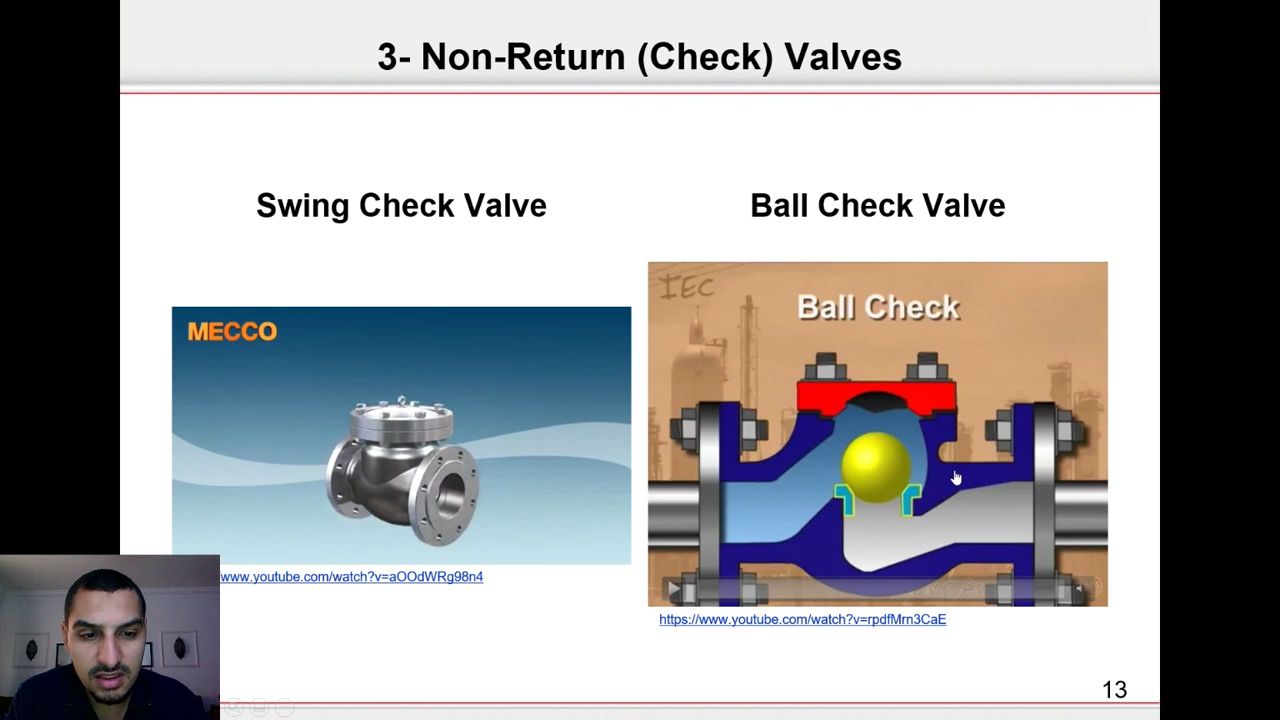 3- Non-Return (Check) Valves
Swing Check Valve
Ball Check Valve
MECCO
IEC
Ball Check
www.youtube.com/watch?v=aOOdWRg98n4
https://www.youtube.com/watch?v=rpdfMrn3CaE
13